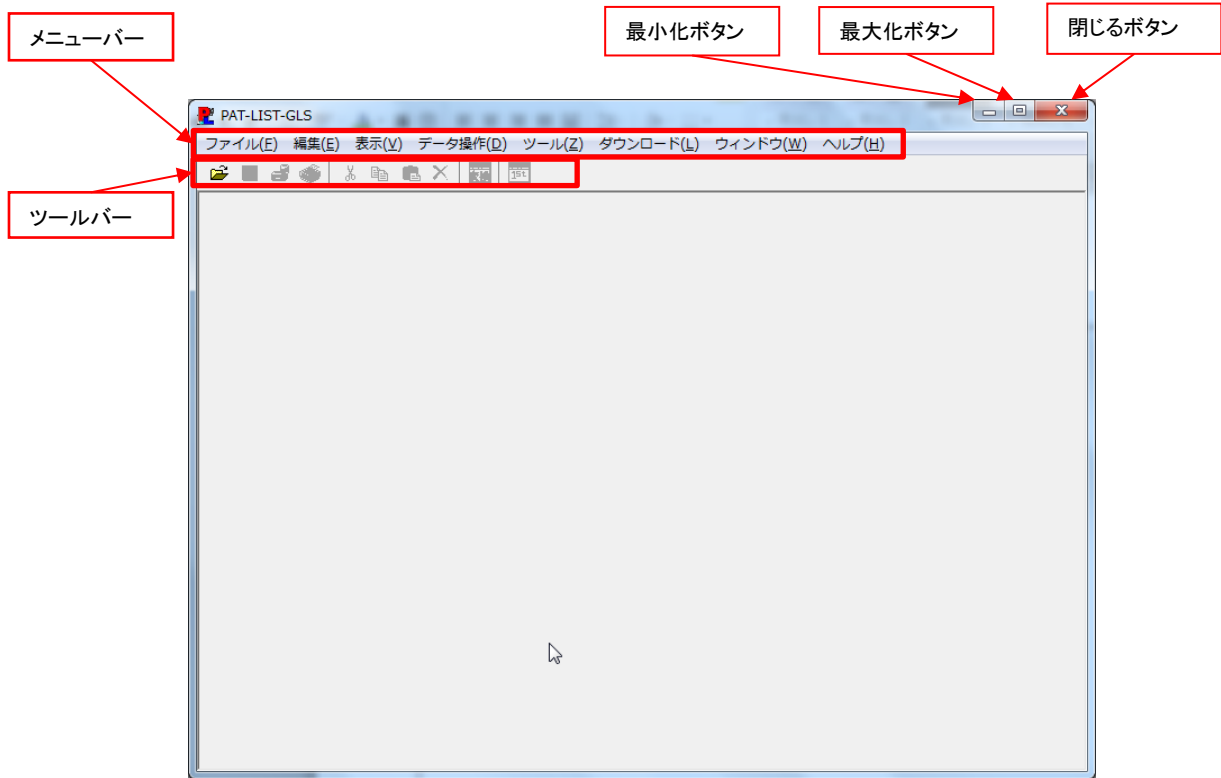 メニューバー
最小化ボタン
最大化ボタン
閉じるボタン
PAT-LIST-GLS
ファイル(F) 編集(E) 表示(V) データ操作(D) ツール(Z) ダウンロード(L) ウィンドウ(W) ヘルプ(H)
1st
ツールバー